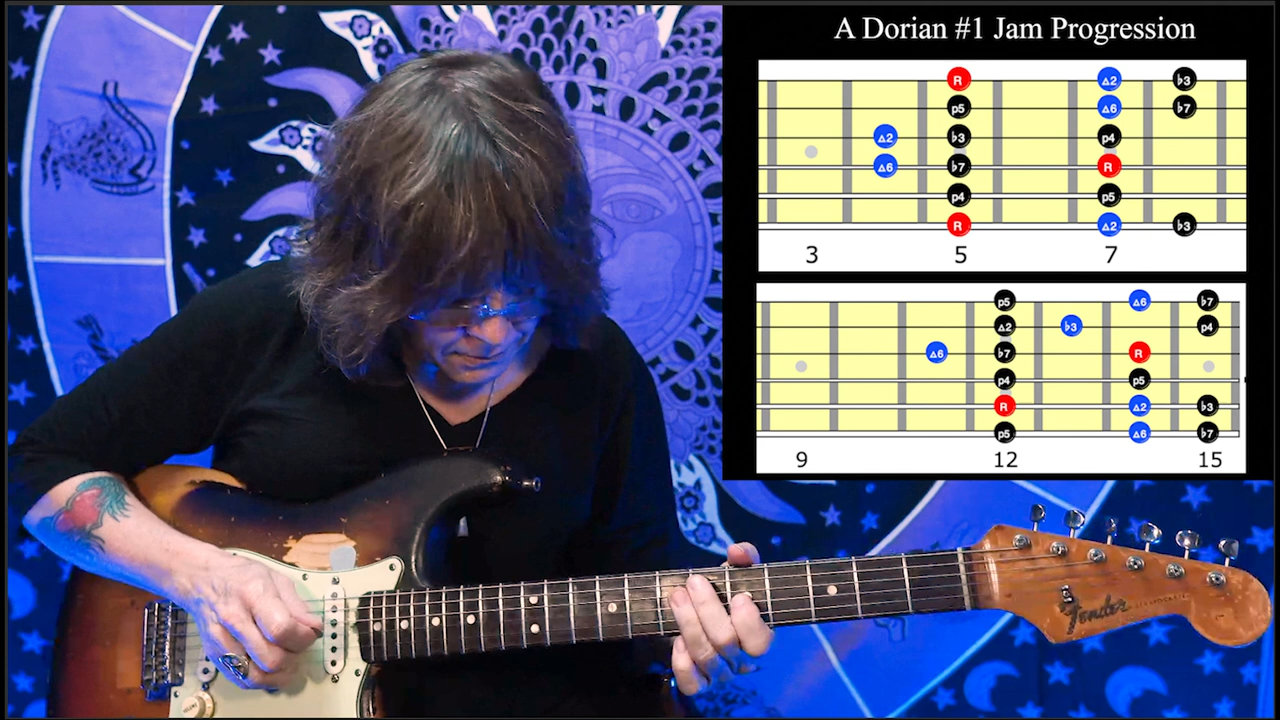 A Dorian #1 Jam Progression
R Δ2 ♭3
p5 Δ6 ♭7
Δ2 ♭3 p4
Δ6 ♭7 R
p4 p5
R Δ2 ♭3
3 5 7
p5 Δ6 ♭7
Δ2 ♭3 p4
Δ6 ♭7 R
p4 p5
R Δ2 ♭3
p5 Δ6 ♭7
9 12 15
Fender